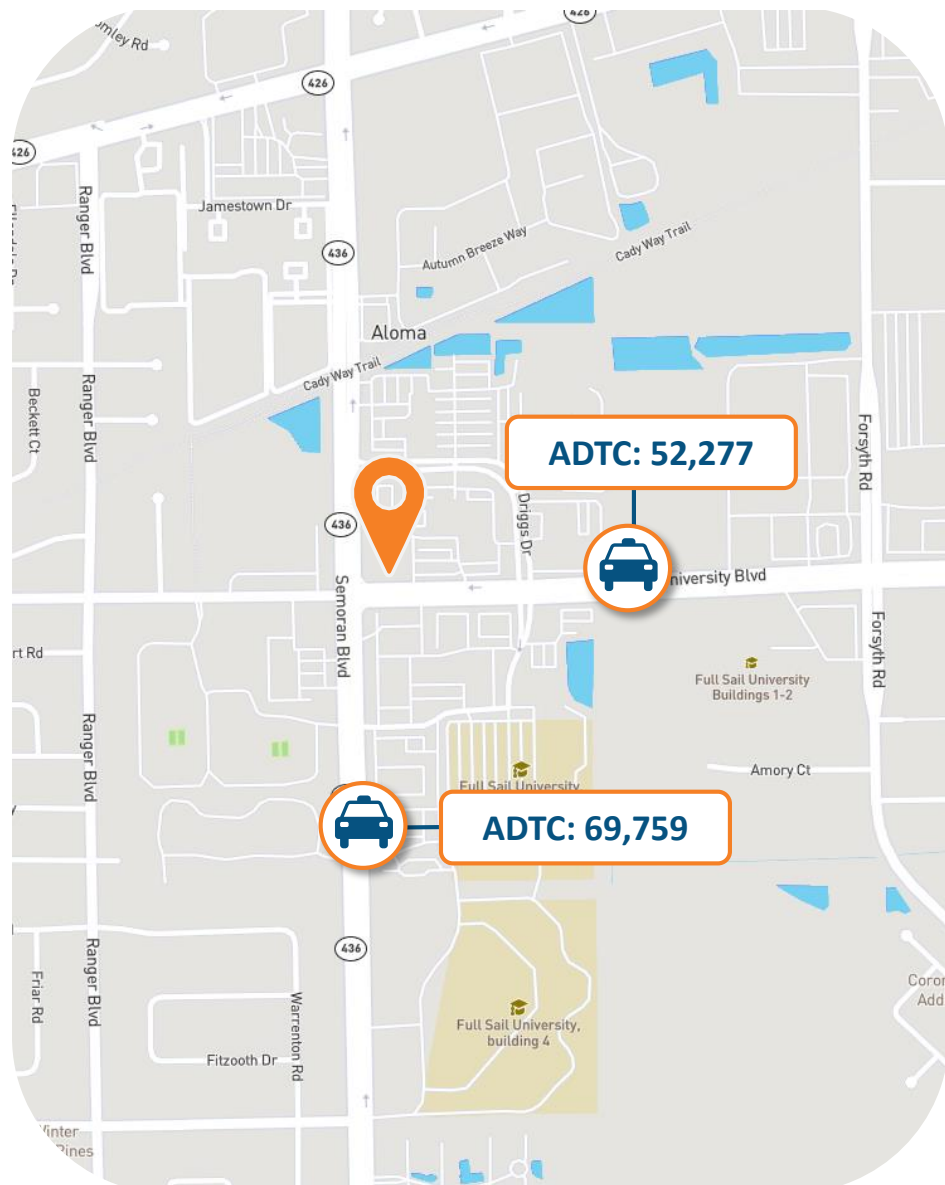 426
426
426
Jamestown Dr
Ranger Blvd
436
Autumn Breeze Way
Cady Way Trail
Aloma
Cady Way Trail
Beckett Ct
Ranger Blvd
Forsyth Rd
ADTC: 52,277
Driggs Dr
436
Semoran Blvd
niversity Blvd
Forsyth Rd
rt Rd
Full Sail University
Buildings 1-2
Ranger Blvd
Amory Ct
Full Sail University
ADTC: 69,759
436
Ranger Blvd
Friar Rd
Warrenton Rd
Full Sail University,
building 4
Fitzooth Dr
Coron
Add
Winter
Pines